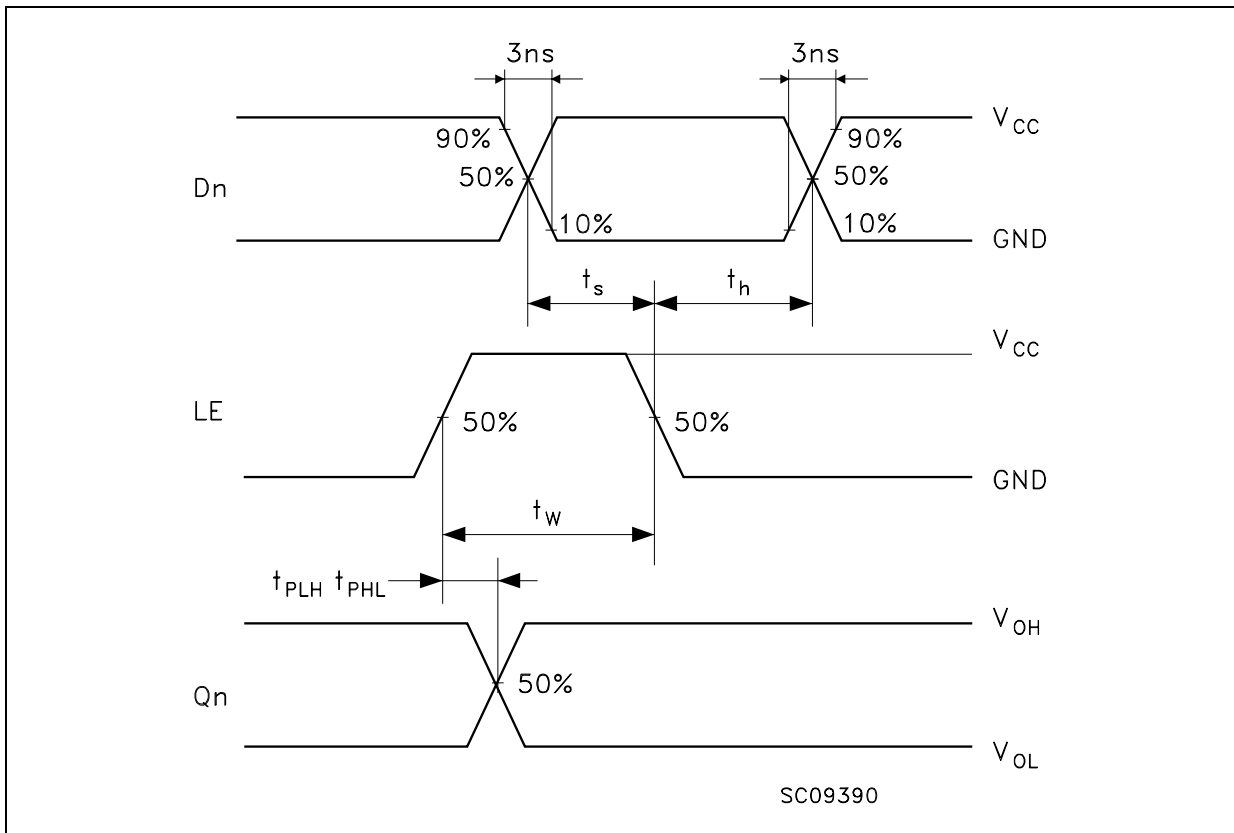 3ns 3ns
V_CC
90% 90%
50% 50%
Dn
10% 10%
GND
t_s t_h
V_CC
LE
50% 50%
GND
t_W
t_PLH t_PHL
V_OH
50%
Qn
V_OL
SC09390